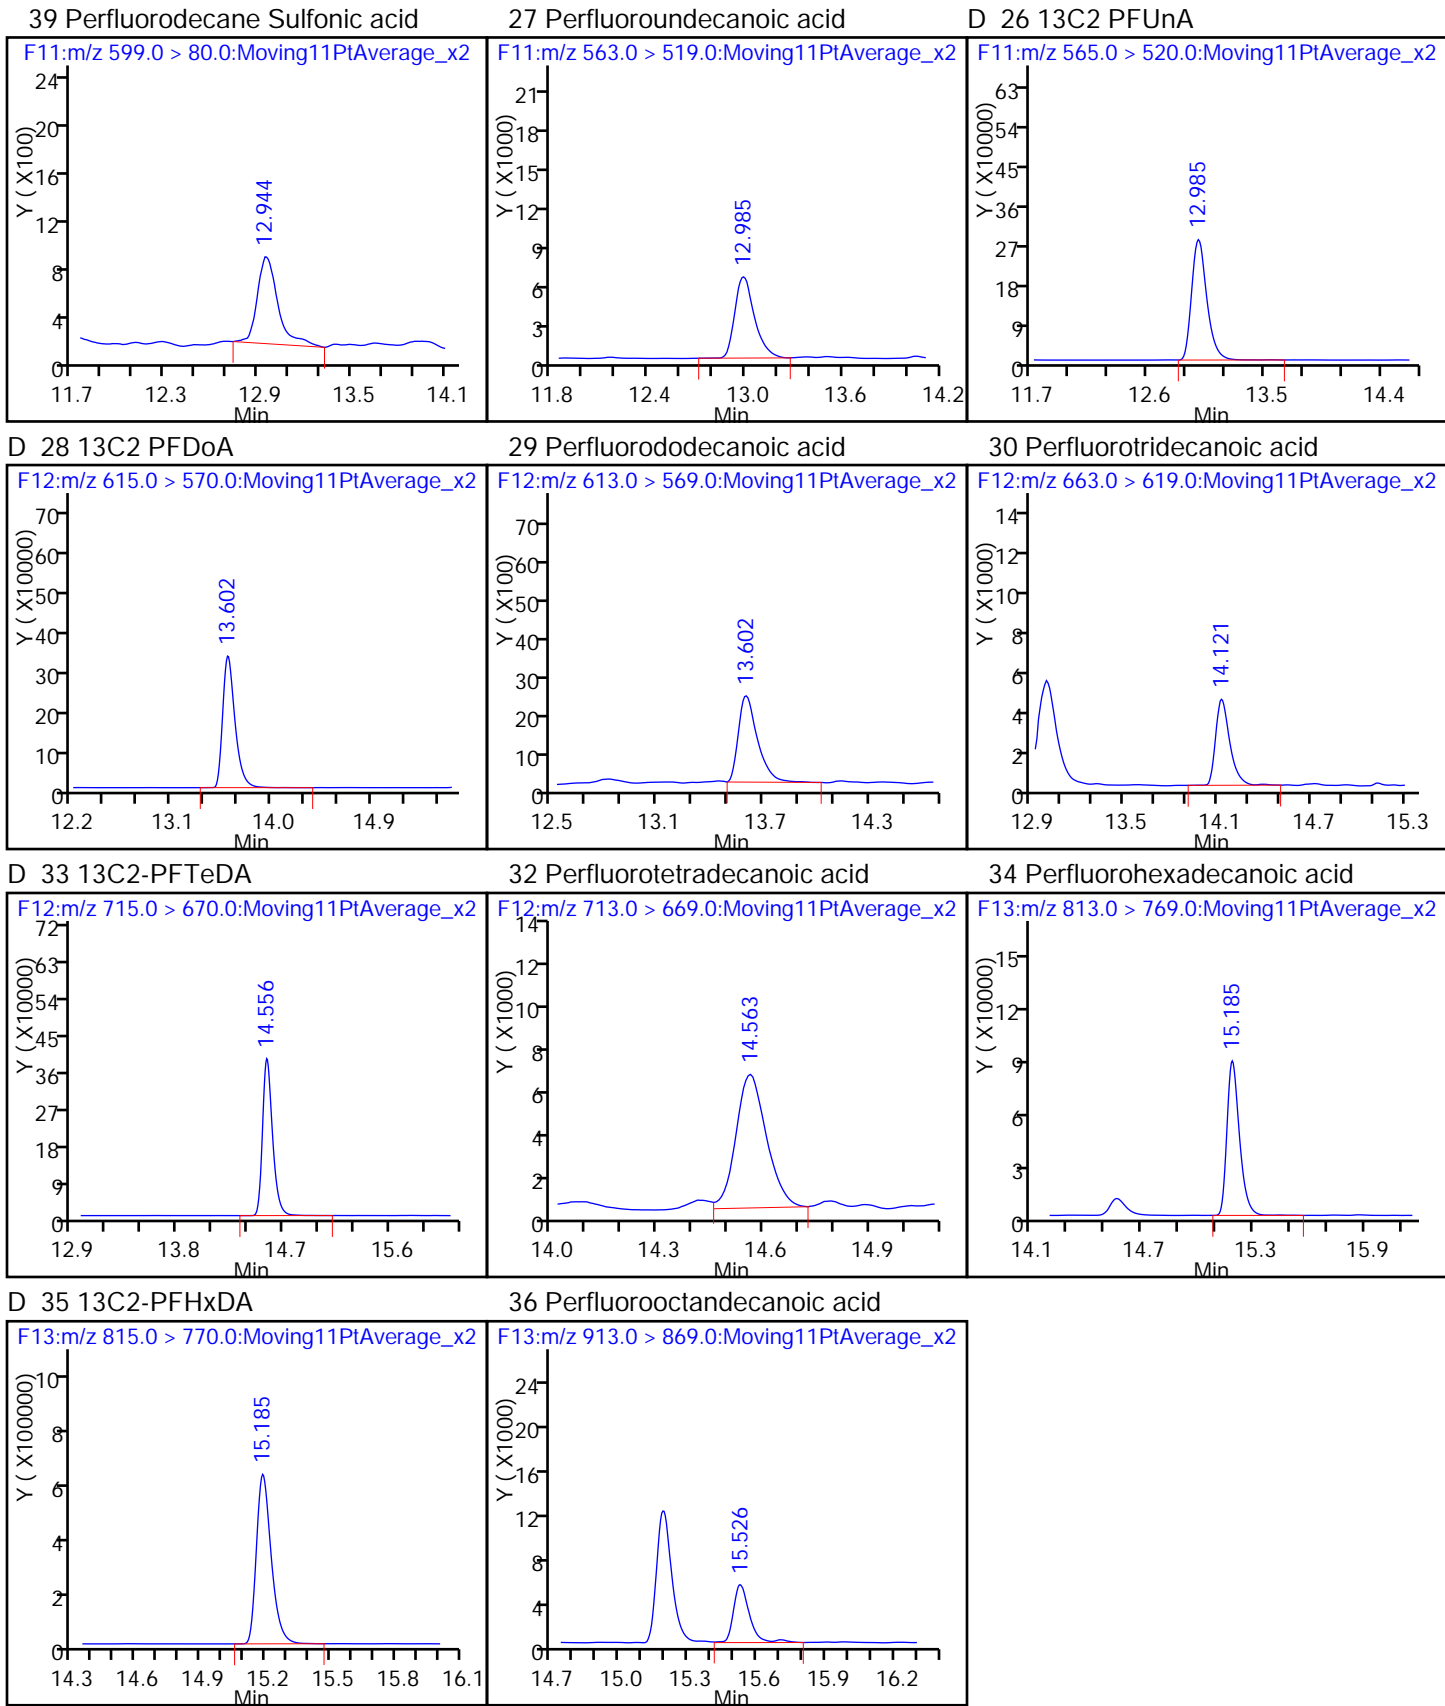 39 Perfluorodecane Sulfonic acid
F11:m/z 599.0 > 80.0:Moving11PtAverage_x2
Y ( X100)
24
20
16
12
8
4
0
12.944
11.7 12.3 12.9 13.5 14.1
Min
27 Perfluoroundecanoic acid
F11:m/z 563.0 > 519.0:Moving11PtAverage_x2
Y ( X1000)
21
18
15
12
9
6
3
0
12.985
11.8 12.4 13.0 13.6 14.2
Min
D 26 13C2 PFUnA
F11:m/z 565.0 > 520.0:Moving11PtAverage_x2
Y ( X10000)
63
54
45
36
27
18
9
0
12.985
11.7 12.6 13.5 14.4
Min
D 28 13C2 PFDoA
F12:m/z 615.0 > 570.0:Moving11PtAverage_x2
Y ( X10000)
70
60
50
40
30
20
10
0
13.602
12.2 13.1 14.0 14.9
Min
29 Perfluorododecanoic acid
F12:m/z 613.0 > 569.0:Moving11PtAverage_x2
Y ( X100)
70
60
50
40
30
20
10
0
13.602
12.5 13.1 13.7 14.3
Min
30 Perfluorotridecanoic acid
F12:m/z 663.0 > 619.0:Moving11PtAverage_x2
Y ( X1000)
14
12
10
8
6
4
2
0
14.121
12.9 13.5 14.1 14.7 15.3
Min
D 33 13C2-PFTeDA
F12:m/z 715.0 > 670.0:Moving11PtAverage_x2
Y ( X10000)
72
63
54
45
36
27
18
9
0
14.556
12.9 13.8 14.7 15.6
Min
32 Perfluorotetradecanoic acid
F12:m/z 713.0 > 669.0:Moving11PtAverage_x2
Y ( X1000)
14
12
10
8
6
4
2
0
14.563
14.0 14.3 14.6 14.9
Min
34 Perfluorohexadecanoic acid
F13:m/z 813.0 > 769.0:Moving11PtAverage_x2
Y ( X10000)
15
12
9
6
3
0
15.185
14.1 14.7 15.3 15.9
Min
D 35 13C2-PFHxDA
F13:m/z 815.0 > 770.0:Moving11PtAverage_x2
Y ( X100000)
10
8
6
4
2
0
15.185
14.3 14.6 14.9 15.2 15.5 15.8 16.1
Min
36 Perfluorooctandecanoic acid
F13:m/z 913.0 > 869.0:Moving11PtAverage_x2
Y ( X1000)
24
20
16
12
8
4
0
15.526
14.7 15.0 15.3 15.6 15.9 16.2
Min